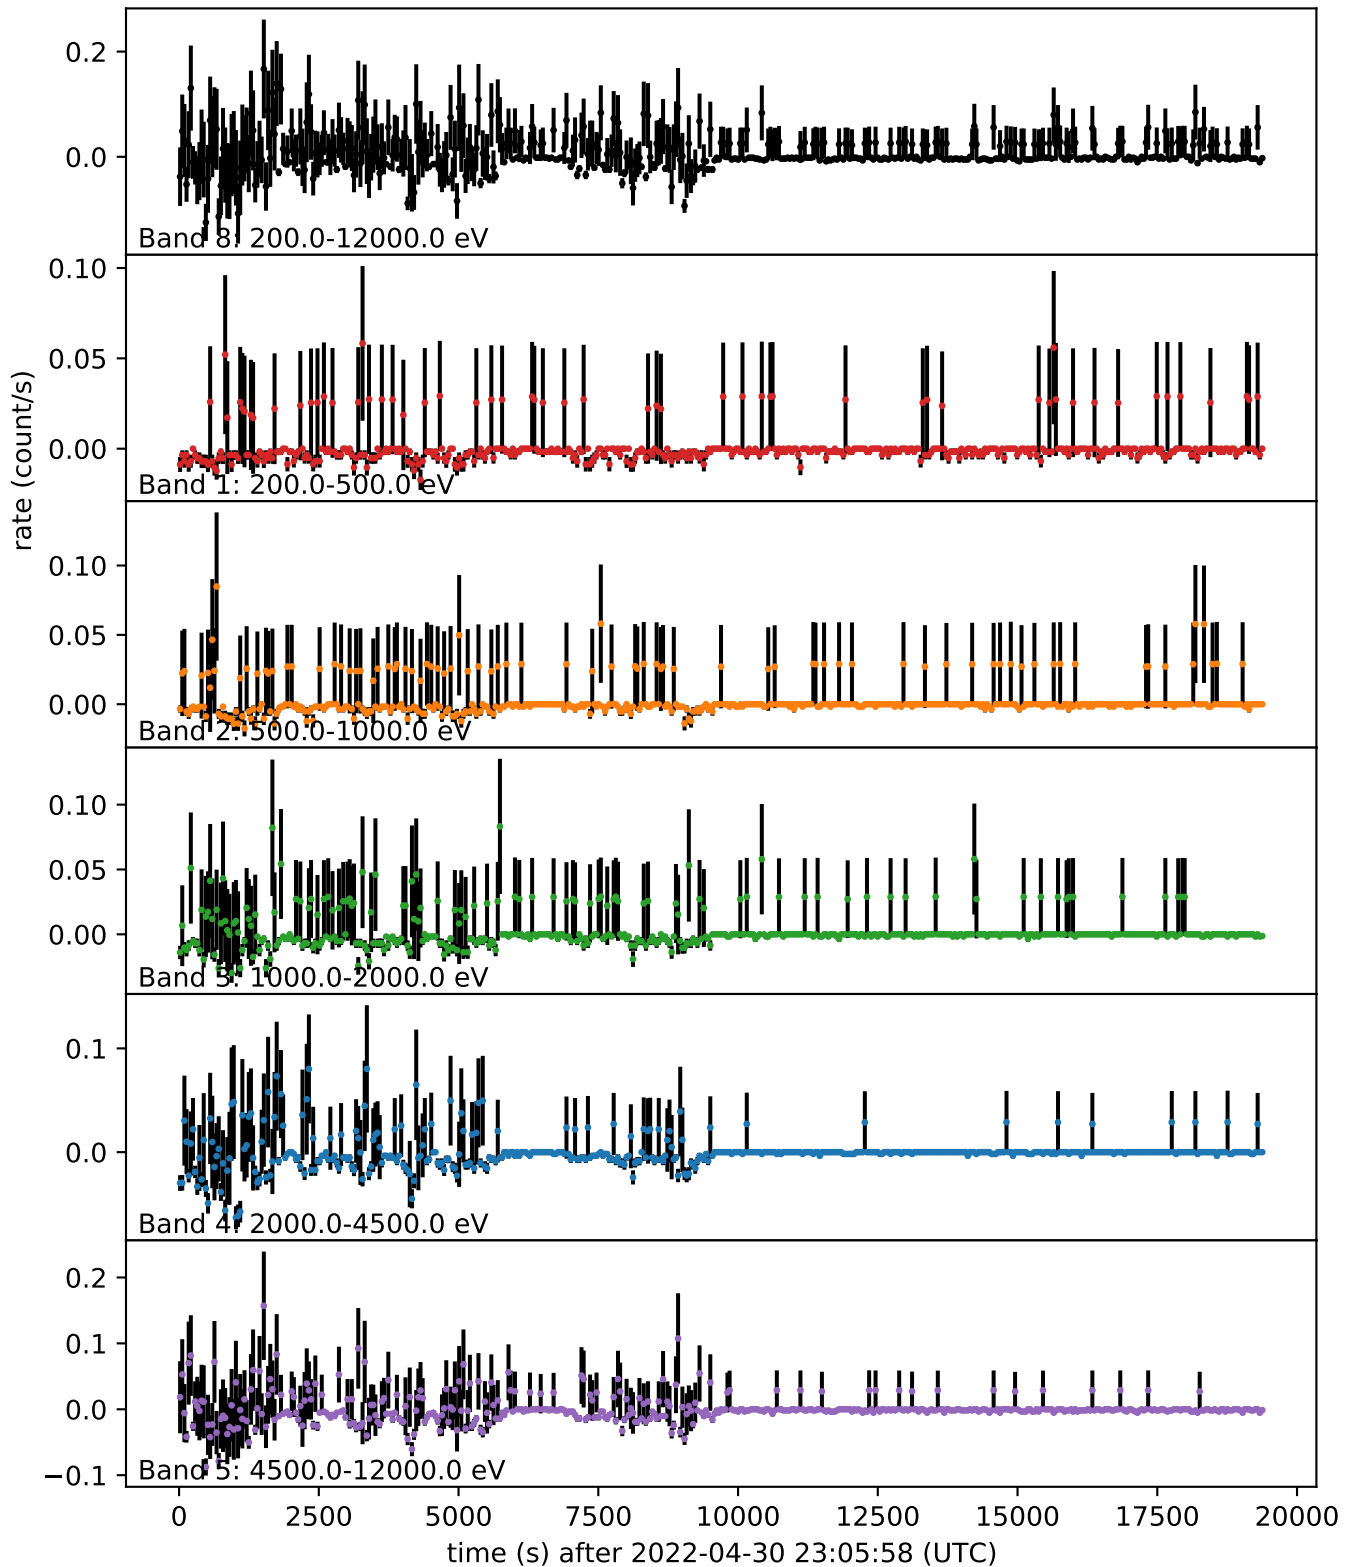 0.2
0.0
Band 8: 200.0-12000.0 eV
0.10
0.05
0.00
Band 1: 200.0-500.0 eV
rate (count/s)
0.10
0.05
0.00
Band 2: 500.0-1000.0 eV
0.10
0.05
0.00
Band 3: 1000.0-2000.0 eV
0.1
0.0
Band 4: 2000.0-4500.0 eV
0.2
0.1
0.0
−0.1
Band 5: 4500.0-12000.0 eV
0 2500 5000 7500 10000 12500 15000 17500 20000
time (s) after 2022-04-30 23:05:58 (UTC)